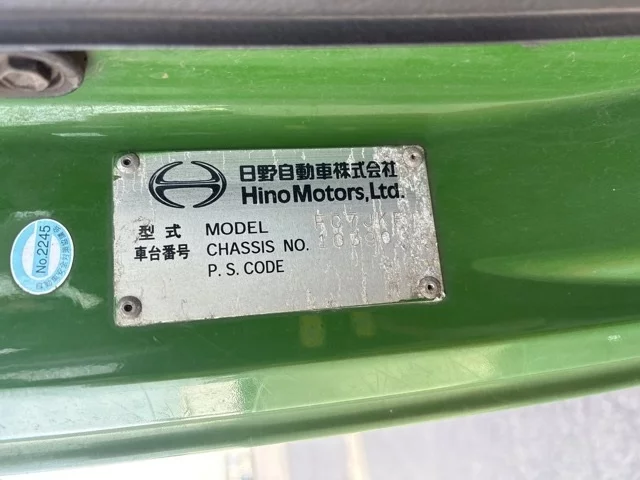 日野自動車株式会社
Hino Motors, Ltd.
型式 MODEL
車台番号 CHASSIS NO.
P.S. CODE
No.2245